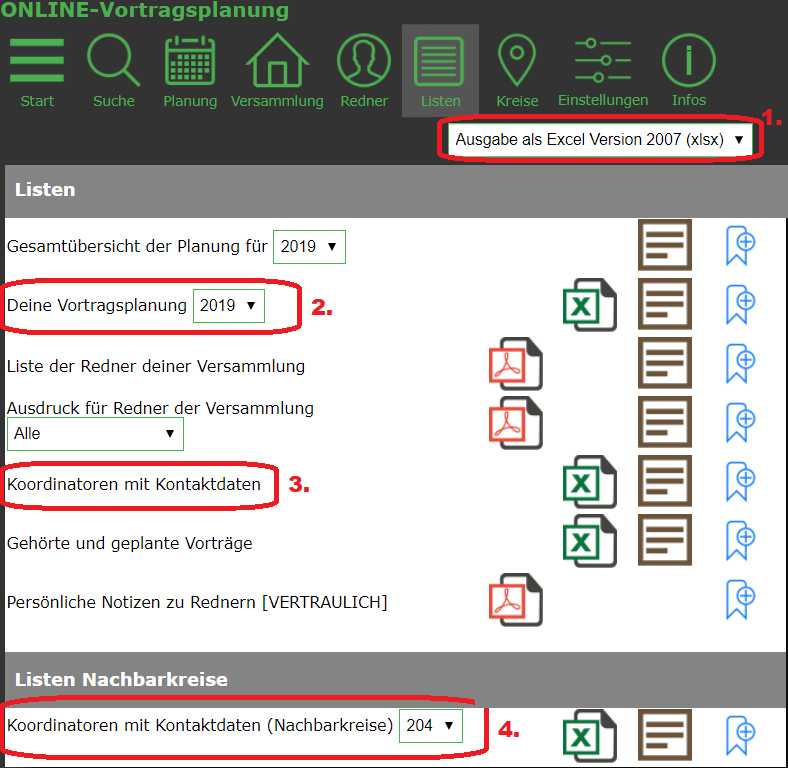 ONLINE-Vortragsplanung
Start Suche Planung Versammlung Redner Listen Kreise Einstellungen Infos
1.
Ausgabe als Excel Version 2007 (xlsx)
Listen
Gesamtübersicht der Planung für 2019
Deine Vortragsplanung 2019 2.
Liste der Redner deiner Versammlung
Ausdruck für Redner der Versammlung
Alle
Koordinatoren mit Kontaktdaten 3.
Gehörte und geplante Vorträge
Persönliche Notizen zu Rednern [VERTRAULICH]
Listen Nachbarkreise
Koordinatoren mit Kontaktdaten (Nachbarkreise) 204 4.